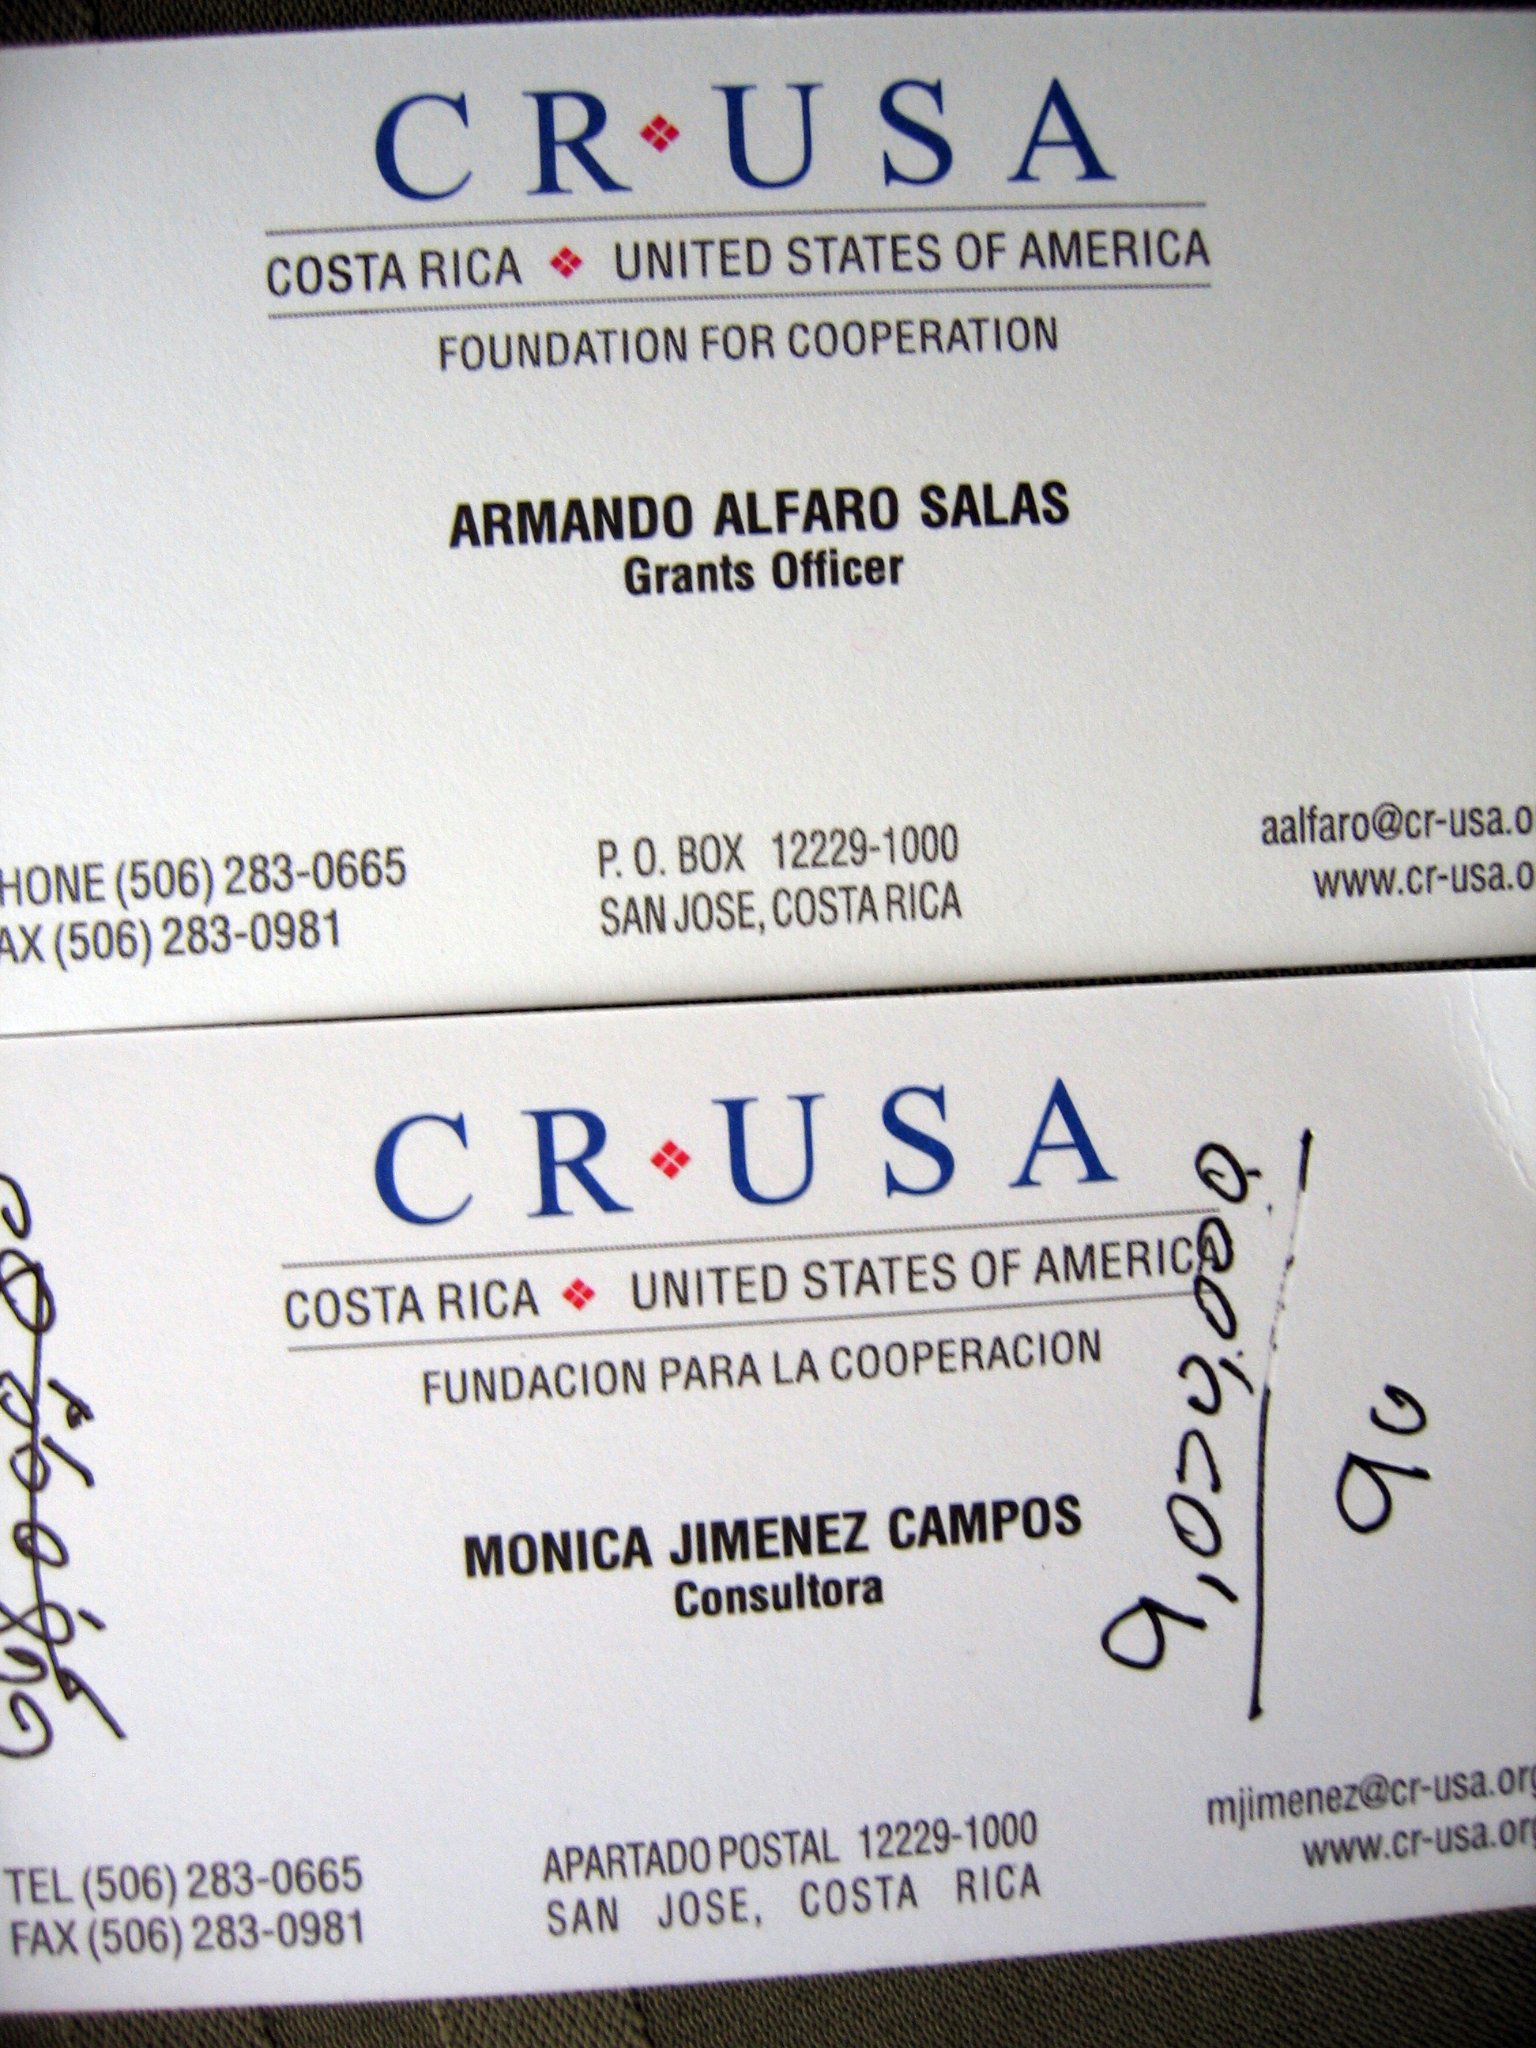 CR USA
COSTA RICA UNITED STATES OF AMERICA
FOUNDATION FOR COOPERATION
ARMANDO ALFARO SALAS
Grants Officer
HONE (506) 283-0665
AX (506) 283-0981
P. O. BOX 12229-1000
SAN JOSE, COSTA RICA
aalfaro@cr-usa.o
www.cr-usa.o
CR USA
COSTA RICA UNITED STATES OF AMERICA
FUNDACION PARA LA COOPERACION
MONICA JIMENEZ CAMPOS
Consultora
TEL (506) 283-0665
FAX (506) 283-0981
APARTADO POSTAL 12229-1000
SAN JOSE, COSTA RICA
mjimenez@cr-usa.org
www.cr-usa.org